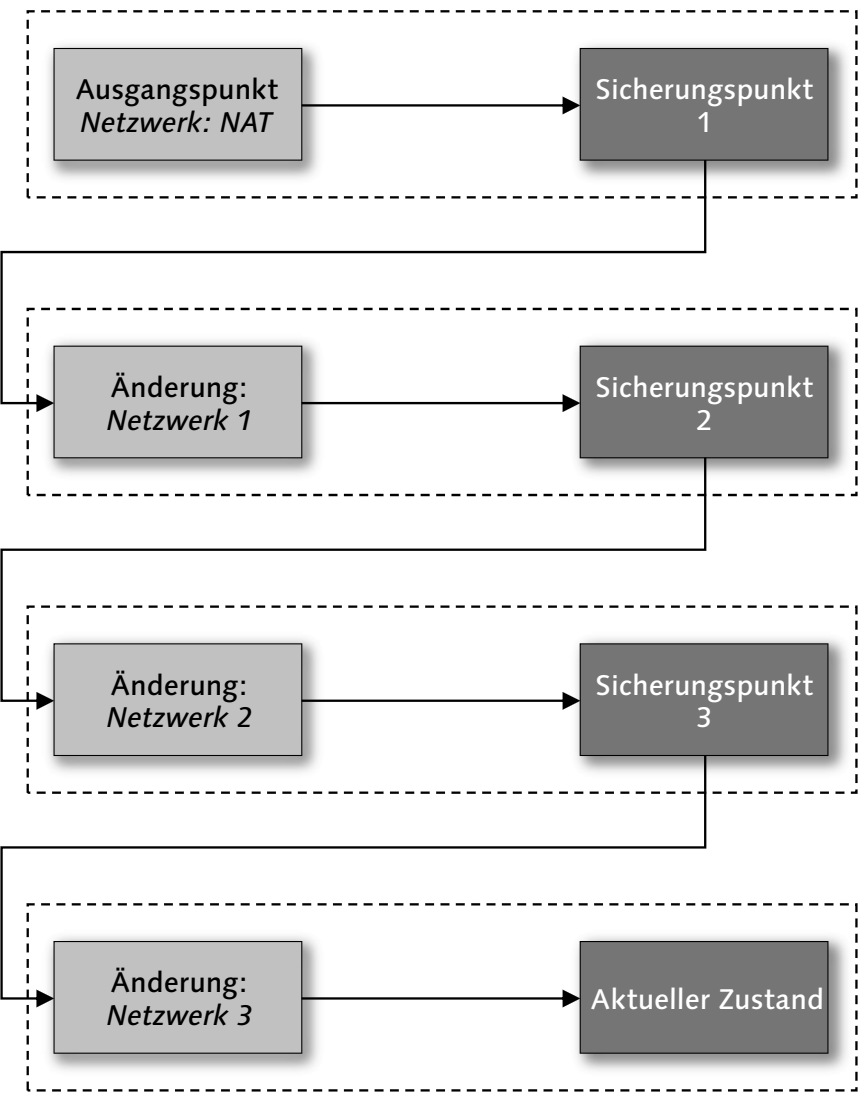 Ausgangspunkt
Netzwerk: NAT
Sicherungspunkt
1
Änderung:
Netzwerk 1
Sicherungspunkt
2
Änderung:
Netzwerk 2
Sicherungspunkt
3
Änderung:
Netzwerk 3
Aktueller Zustand